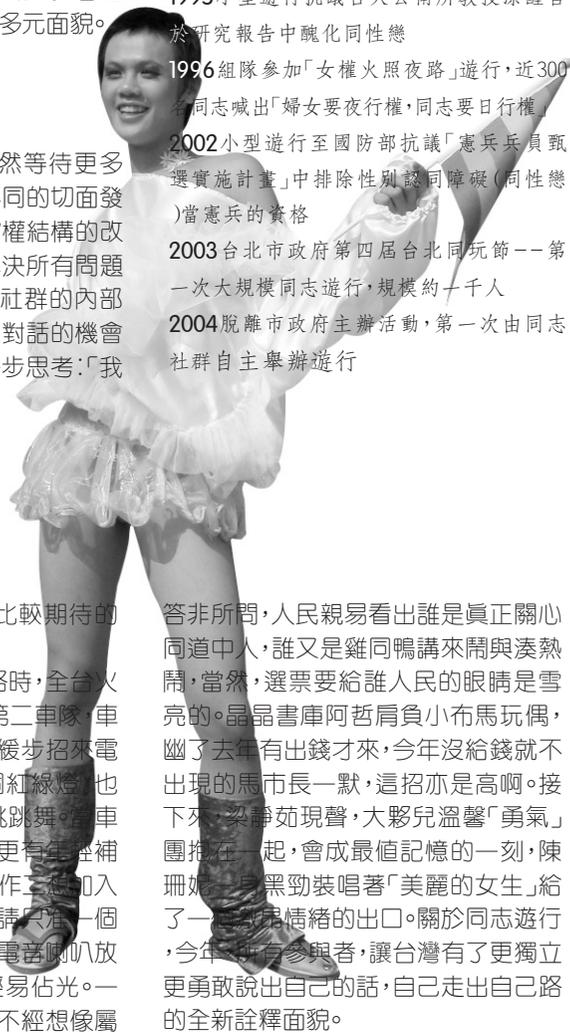 多元面貌。
然等待更多
同的切面發
權結構的改
決所有問題
社群的內部
對話的機會
步思考:「我
於研究報告中醜化同性戀
1996組隊參加「女權火照夜路」遊行,近300
名同志喊出「婦女要夜行權,同志要日行權」
2002小型遊行至國防部抗議「憲兵兵員甄
選實施計畫」中排除性別認同障礙(同性戀
)當憲兵的資格
2003台北市政府第四屆台北同玩節——第
一次大規模同志遊行,規模約一千人
2004脫離市政府主辦活動,第一次由同志
社群自主舉辦遊行
比較期待的
路時,全台火
第二車隊,車
緩步招來電
個紅綠燈,也
跳跳舞。當車
更有年輕補
作上想加入
請只准一個
電音喇叭放
輕易佔光。一
不經想像屬
答非所問,人民親易看出誰是真正關心
同道中人,誰又是雞同鴨講來鬧與湊熱
鬧,當然,選票要給誰人民的眼睛是雪
亮的。晶晶書庫阿哲肩負小布馬玩偶,
幽了去年有出錢才來,今年沒給錢就不
出現的馬市長一默,這招亦是高啊。接
下來,梁靜茹現聲,大夥兒溫馨「勇氣」
團抱在一起,會成最值記憶的一刻,陳
珊妮一身黑勁裝唱著「美麗的女生」給
了一情緒的出口。關於同志遊行
,今年,所有參與者,讓台灣有了更獨立
更勇敢說出自己的話,自己走出自己路
的全新詮釋面貌。